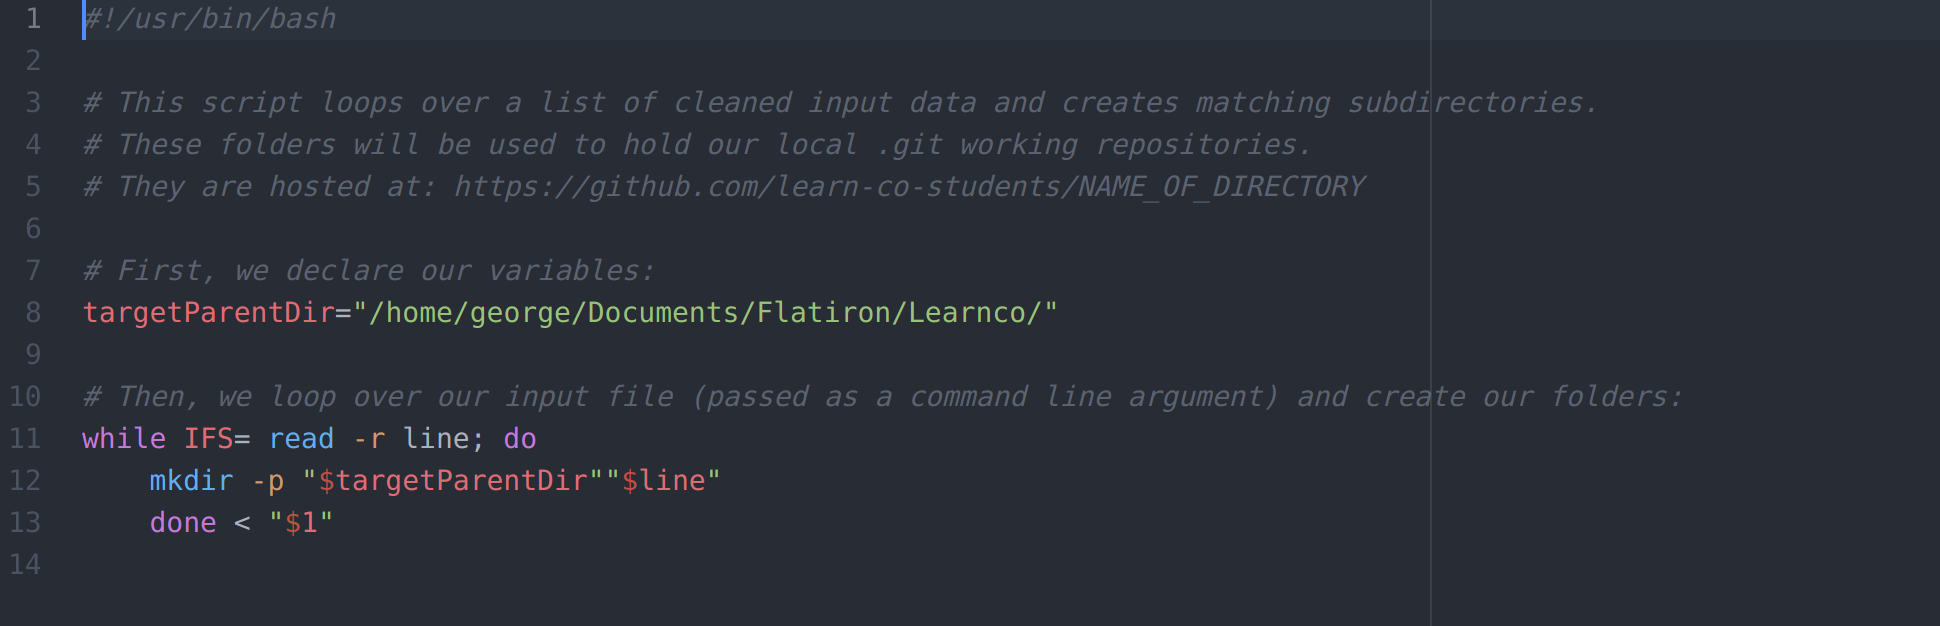 1 #!/usr/bin/bash
2
3 # This script loops over a list of cleaned input data and creates matching subdirectories.
4 # These folders will be used to hold our local .git working repositories.
5 # They are hosted at: https://github.com/learn-co-students/NAME_OF_DIRECTORY
6
7 # First, we declare our variables:
8 targetParentDir="/home/george/Documents/Flatiron/Learnco/"
9
10 # Then, we loop over our input file (passed as a command line argument) and create our folders:
11 while IFS= read -r line; do
12     mkdir -p "$targetParentDir""$line"
13     done < "$1"
14